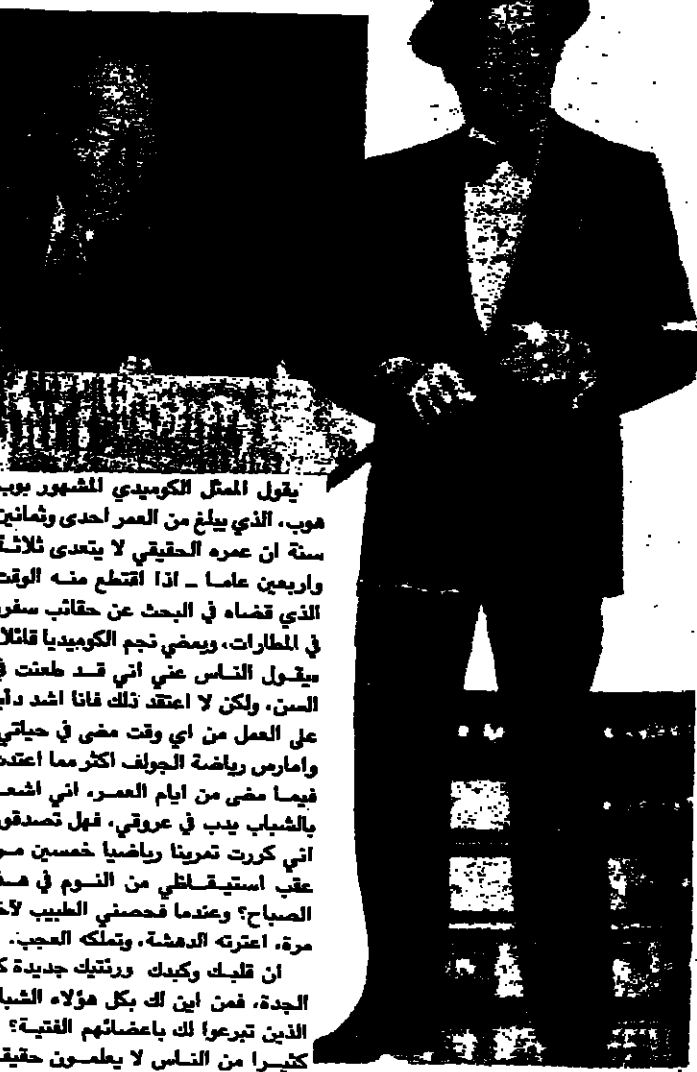 يقول الممثل الكوميدي المشهور بوب
هوب، الذي يبلغ من العمر احدى وثمانين
سنة ان عمره الحقيقي لا يتعدى ثلاثة
واربعين عاما ــ اذا اقتطع منه الوقت
الذي قضاه في البحث عن حقائب سفره
في المطارات، ويمضي نجم الكوميديا قائلا
سيقول الناس عني اني قد طعنت في
السن، ولكن لا اعتقد ذلك فانا اشد دأبا
على العمل من اي وقت مضى في حياتي
وامارس رياضة الجولف اكثر مما اعتدت
فيما مضى من ايام العمر، اني اشعر
بالشباب يدب في عروقي، فهل تصدقون
اني كررت تمرينا رياضيا خمسين
عقب استيقاظي من النوم في هذا
الصباح؟ وعندما فحصني الطبيب لآخر
مرة، اعترته الدهشة، وتملكه العجب.
ان قلبك وكبدك ورئتيك جديدة كل
الجدة، فمن اين لك بكل هؤلاء الشباب
الذين تبرعوا لك باعضائهم الفتية؟
كثيرا من الناس لا يعلمون حقيقة